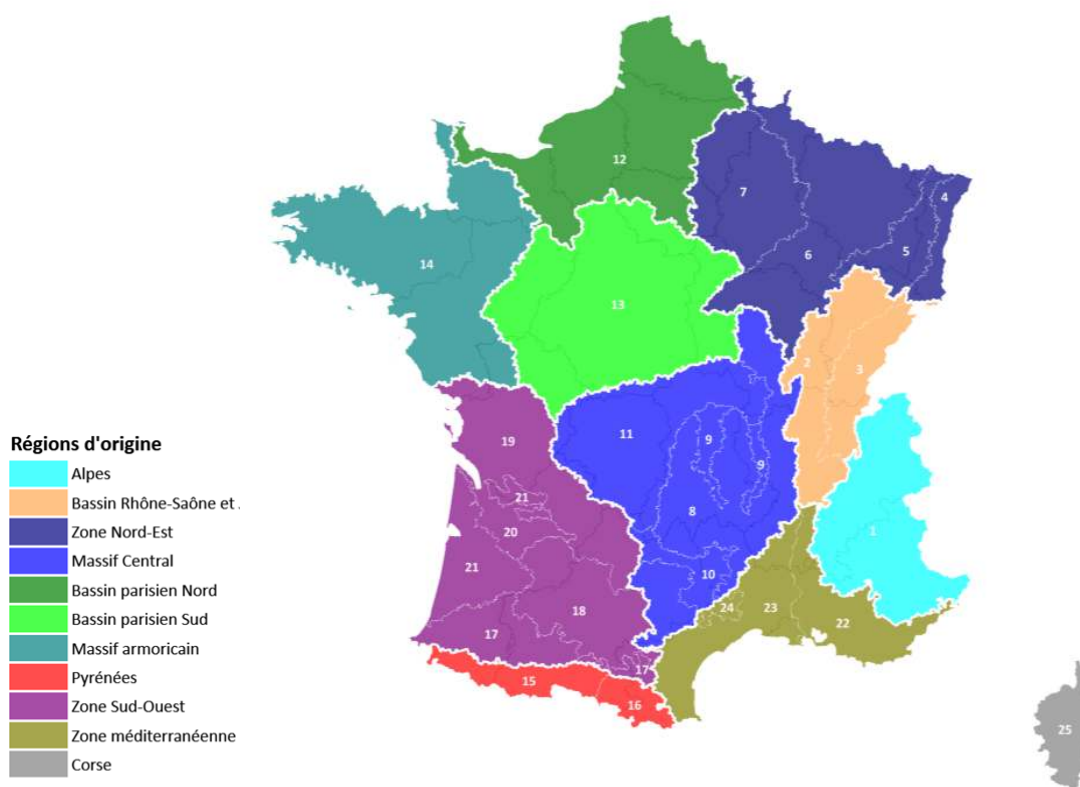 12
7
4
5
6
14
13
2
3
11
9
9
19
21
8
20
1
21
10
18
24
23
22
17
17
15
16
25
Régions d'origine
Alpes
Bassin Rhône-Saône et .
Zone Nord-Est
Massif Central
Bassin parisien Nord
Bassin parisien Sud
Massif armoricain
Pyrénées
Zone Sud-Ouest
Zone méditerranéenne
Corse